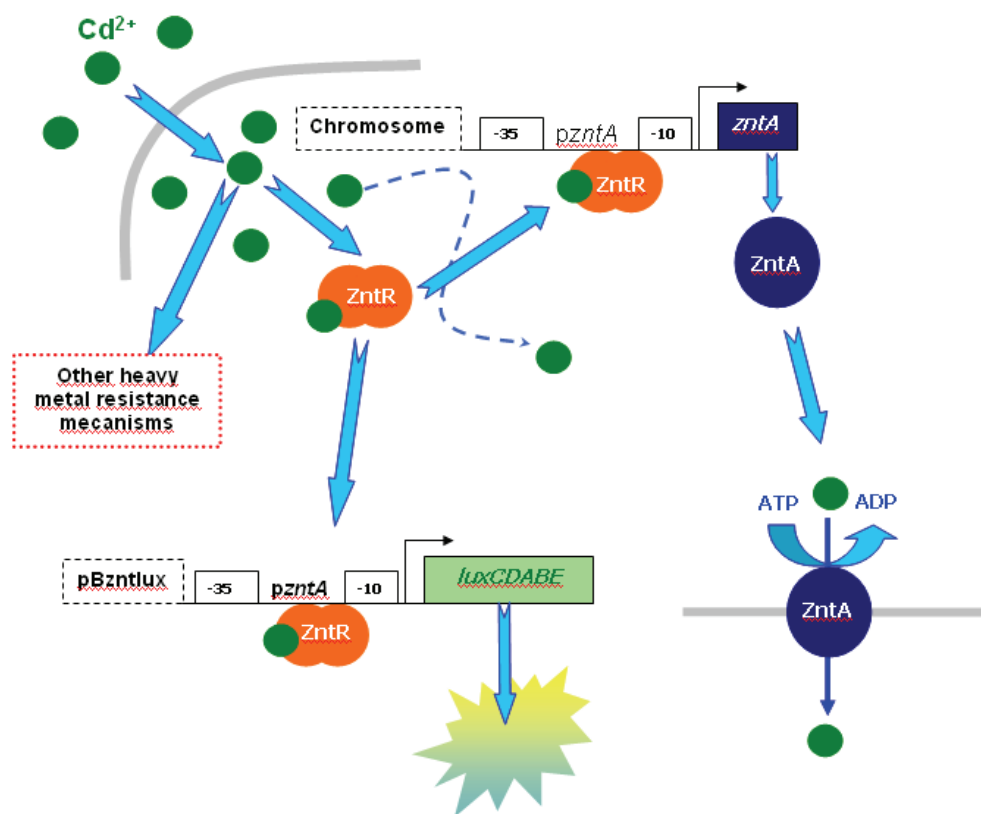 Cd²⁺
Chromosome
-35
pzntA
-10
zntA
ZntR
ZntA
ZntR
Other heavy
metal resistance
mecanisms
ATP
ADP
pBzntlux
-35
pzntA
-10
luxCDABE
ZntR
ZntA